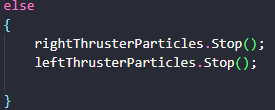 else
{
    rightThrusterParticles.Stop();
    leftThrusterParticles.Stop();
}